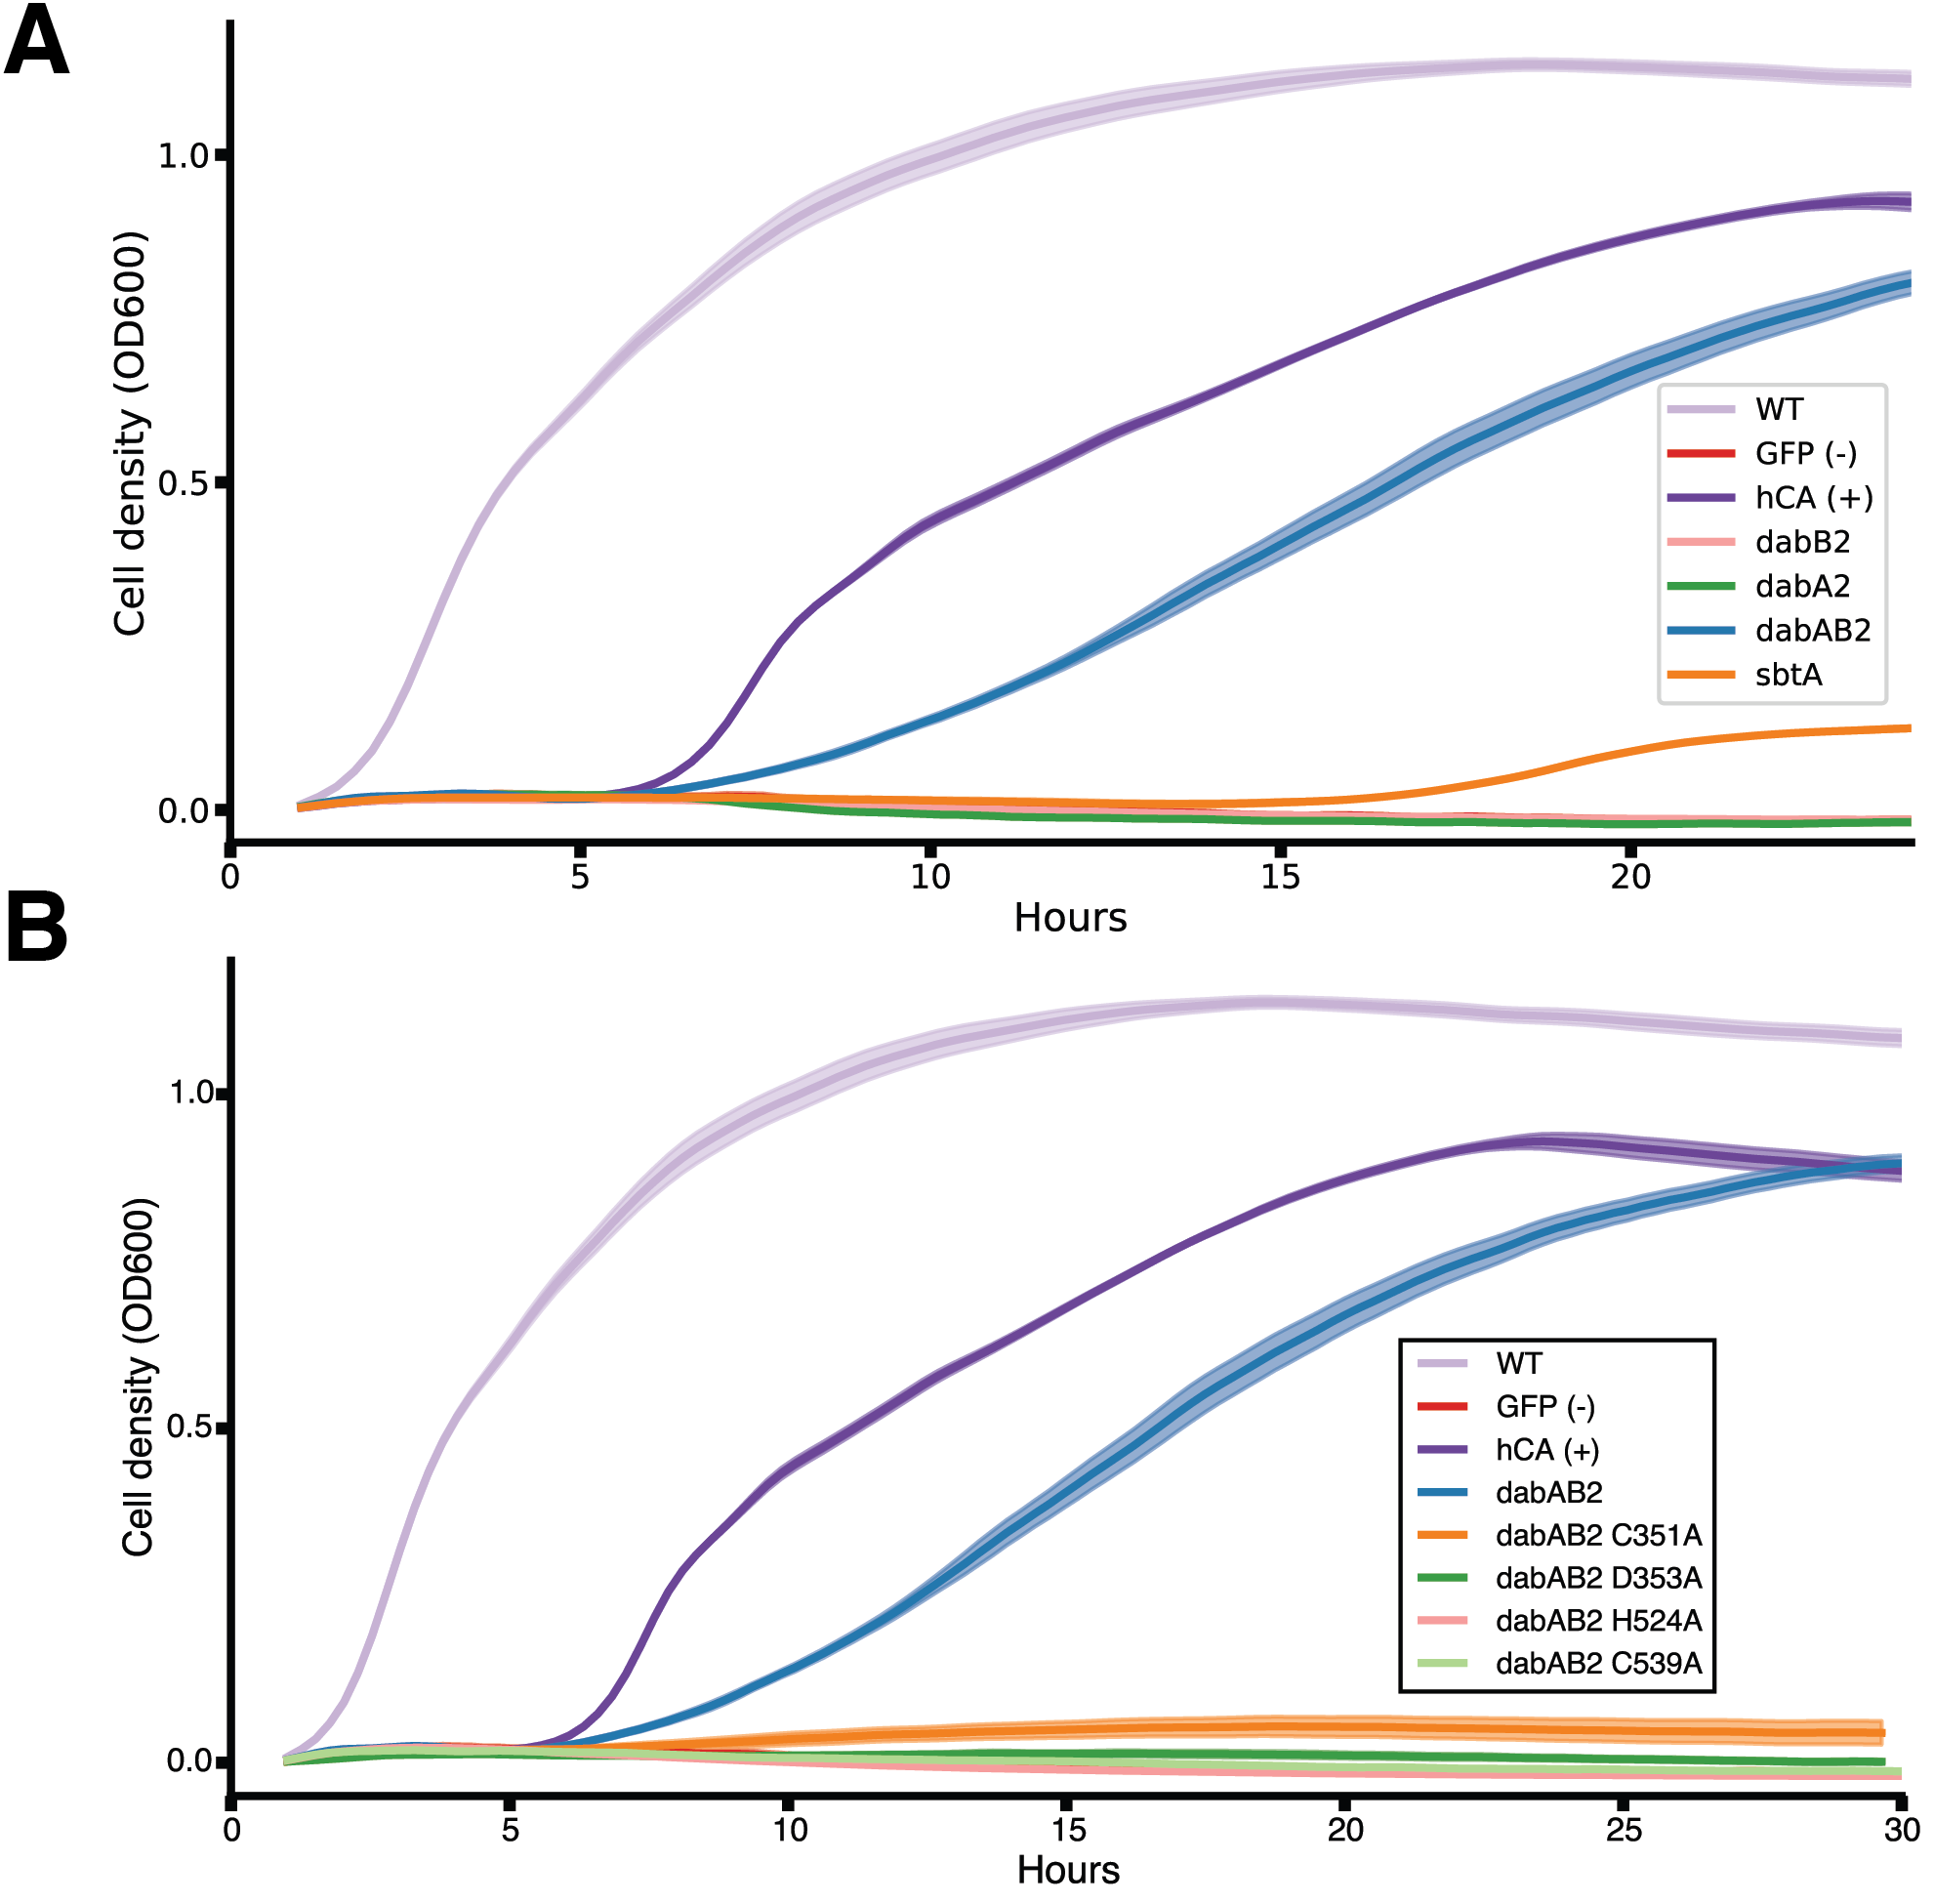 A
Cell density (OD600)
1.0
0.5
0.0
0 5 10 15 20
Hours
WT
GFP (-)
hCA (+)
dabB2
dabA2
dabAB2
sbtA
B
Cell density (OD600)
1.0
0.5
0.0
0 5 10 15 20 25 30
Hours
WT
GFP (-)
hCA (+)
dabAB2
dabAB2 C351A
dabAB2 D353A
dabAB2 H524A
dabAB2 C539A